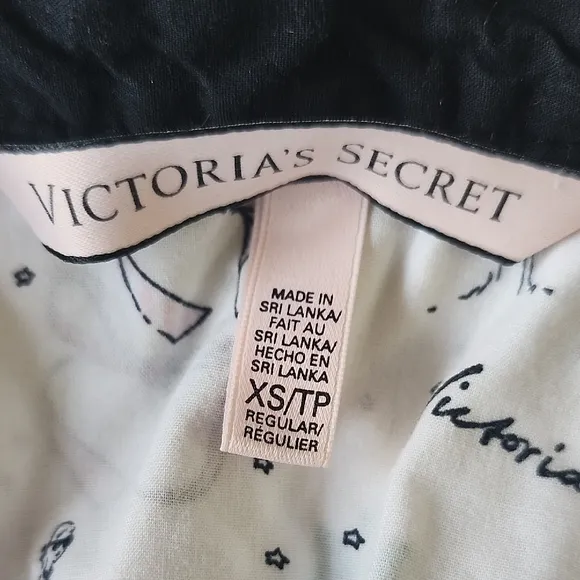 VICTORIA'S SECRET
MADE IN
SRI LANKA/
FAIT AU
SRI LANKA/
HECHO EN
SRI LANKA
XS/TP
REGULAR/
RÉGULIER
Victoria